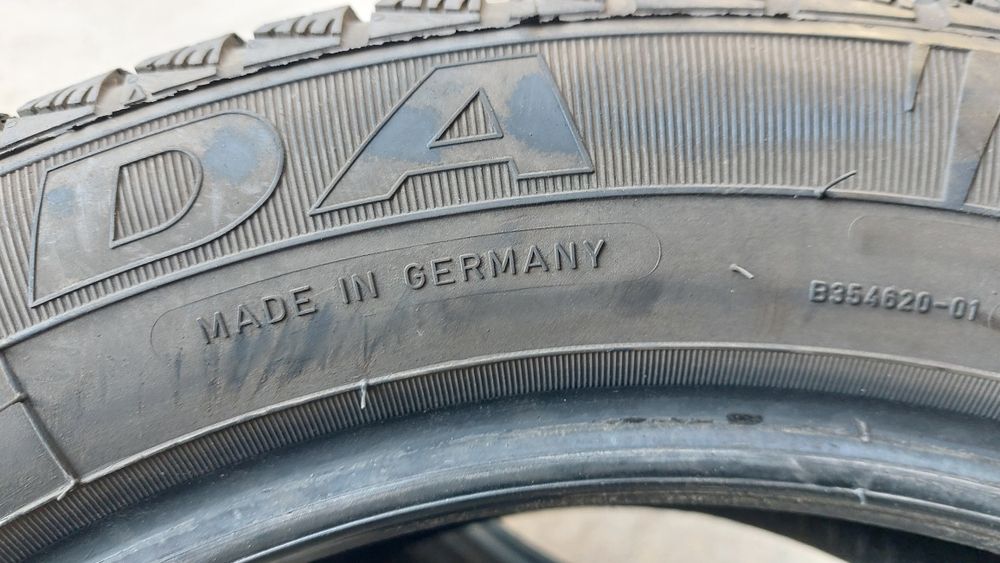 DA
MADE IN GERMANY
B354620-01